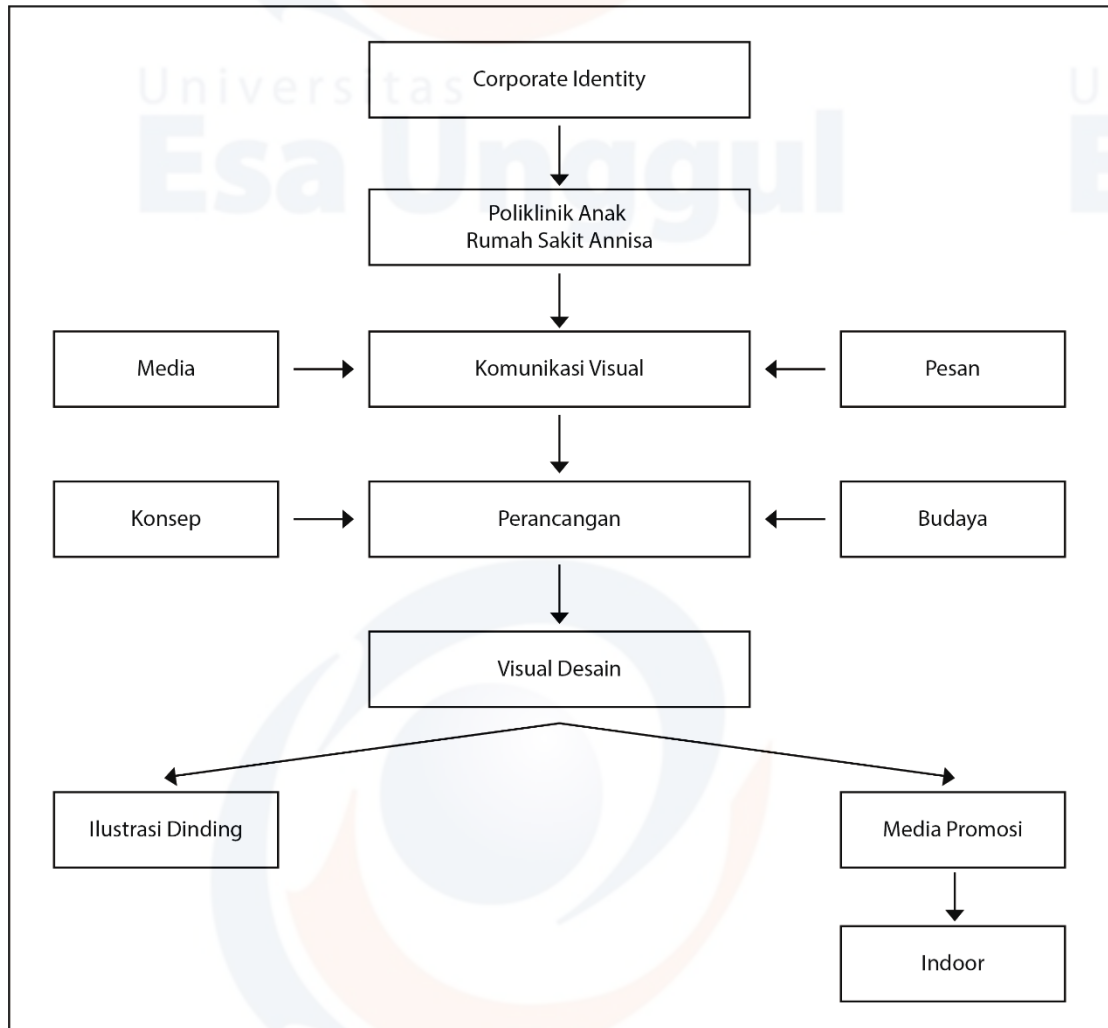 Universitas
Esa Unggul
Corporate Identity
Poliklinik Anak
Rumah Sakit Annisa
Media
Komunikasi Visual
Pesan
Konsep
Perancangan
Budaya
Visual Desain
Ilustrasi Dinding
Media Promosi
Indoor